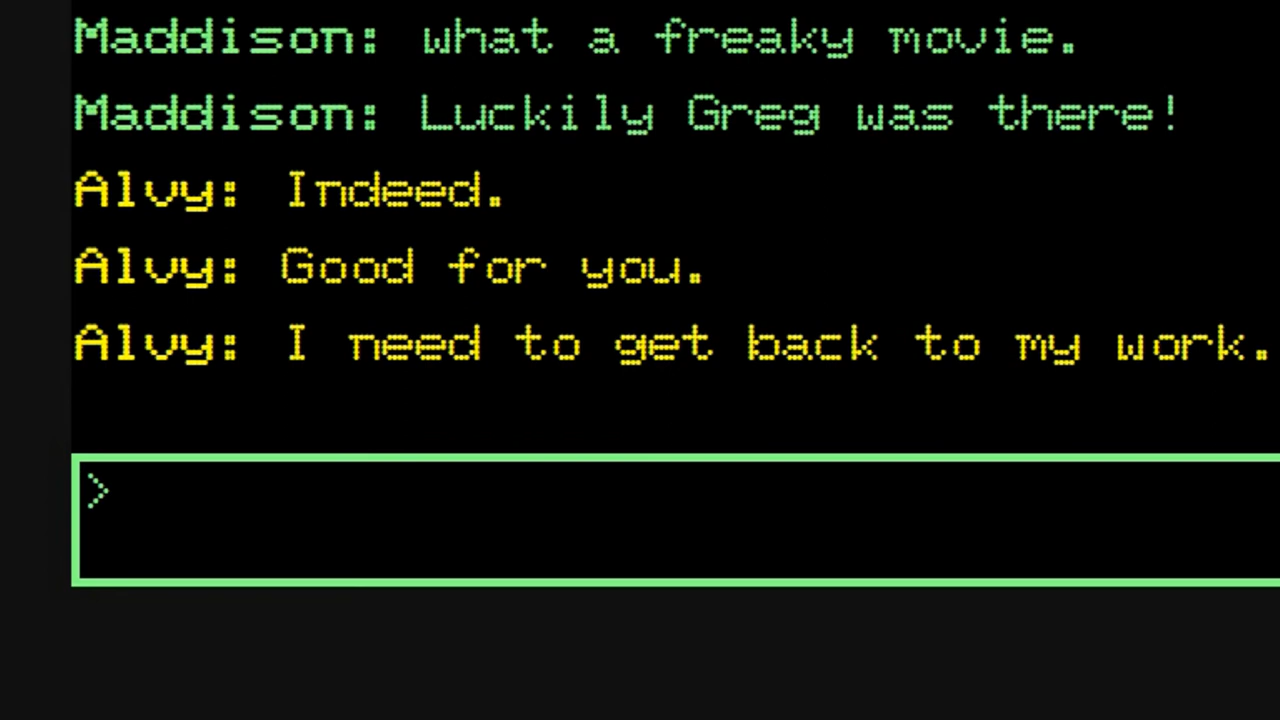 Maddison: what a freaky movie.
Maddison: Luckily Greg was there!
Alvy: Indeed.
Alvy: Good for you.
Alvy: I need to get back to my work.
>